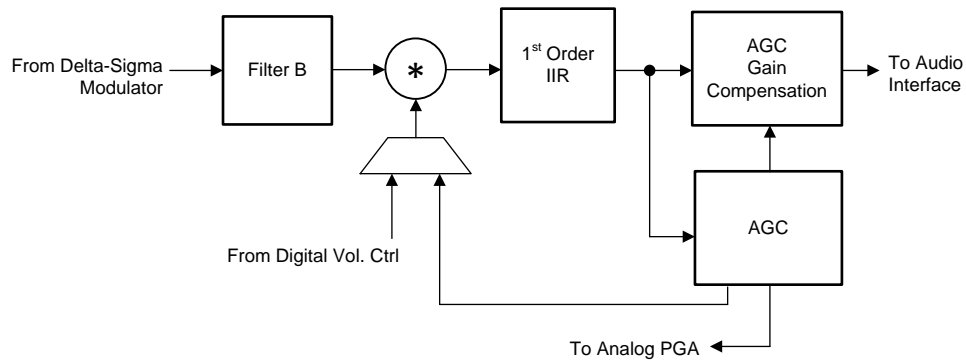 From Delta-Sigma
Modulator
Filter B
*
1st Order
IIR
AGC
Gain
Compensation
To Audio
Interface
AGC
From Digital Vol. Ctrl
To Analog PGA